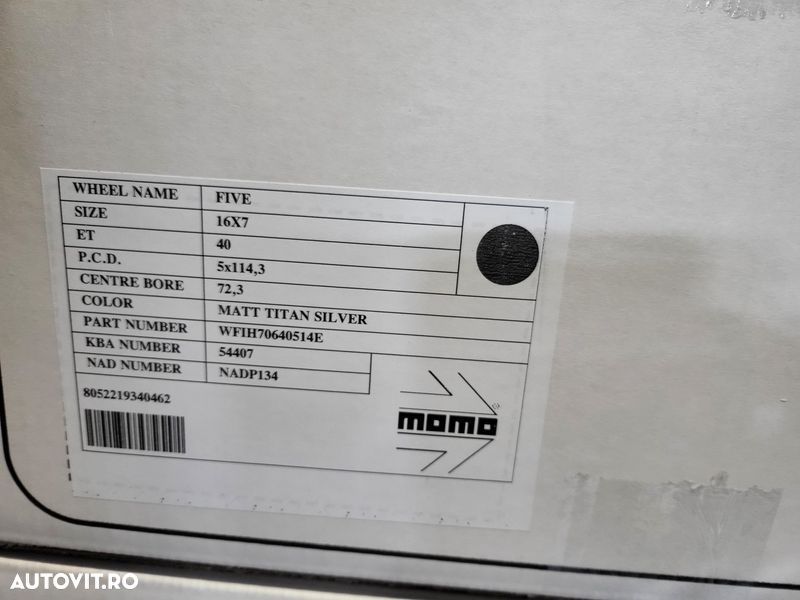 WHEEL NAME FIVE
SIZE 16X7
ET 40
P.C.D. 5x114,3
CENTRE BORE 72,3
COLOR MATT TITAN SILVER
PART NUMBER WFIH70640514E
KBA NUMBER 54407
NAD NUMBER NADP134
8052219340462
momo ®
AUTOVIT.RO